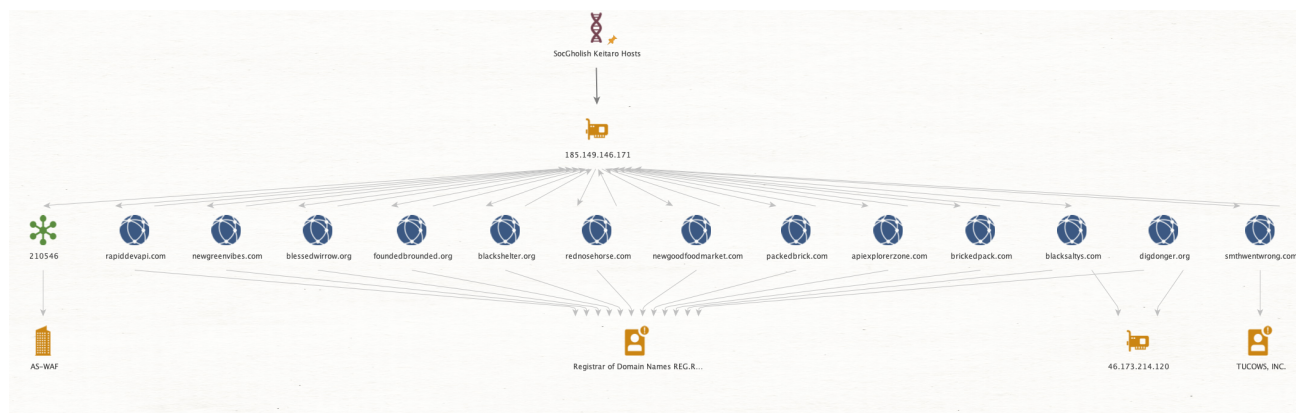 SocGholish Keitaro Hosts
185.149.146.171
210546
rapiddevapi.com
newgreenvibes.com
blessedwirrow.org
foundedbrounded.org
blackshelter.org
rednosehorse.com
newgoodfoodmarket.com
packedbrick.com
apiexplorerzone.com
brickedpack.com
blacksaltys.com
digdonger.org
smthwentwrong.com
AS-WAF
Registrar of Domain Names REG.R...
46.173.214.120
TUCOWS, INC.